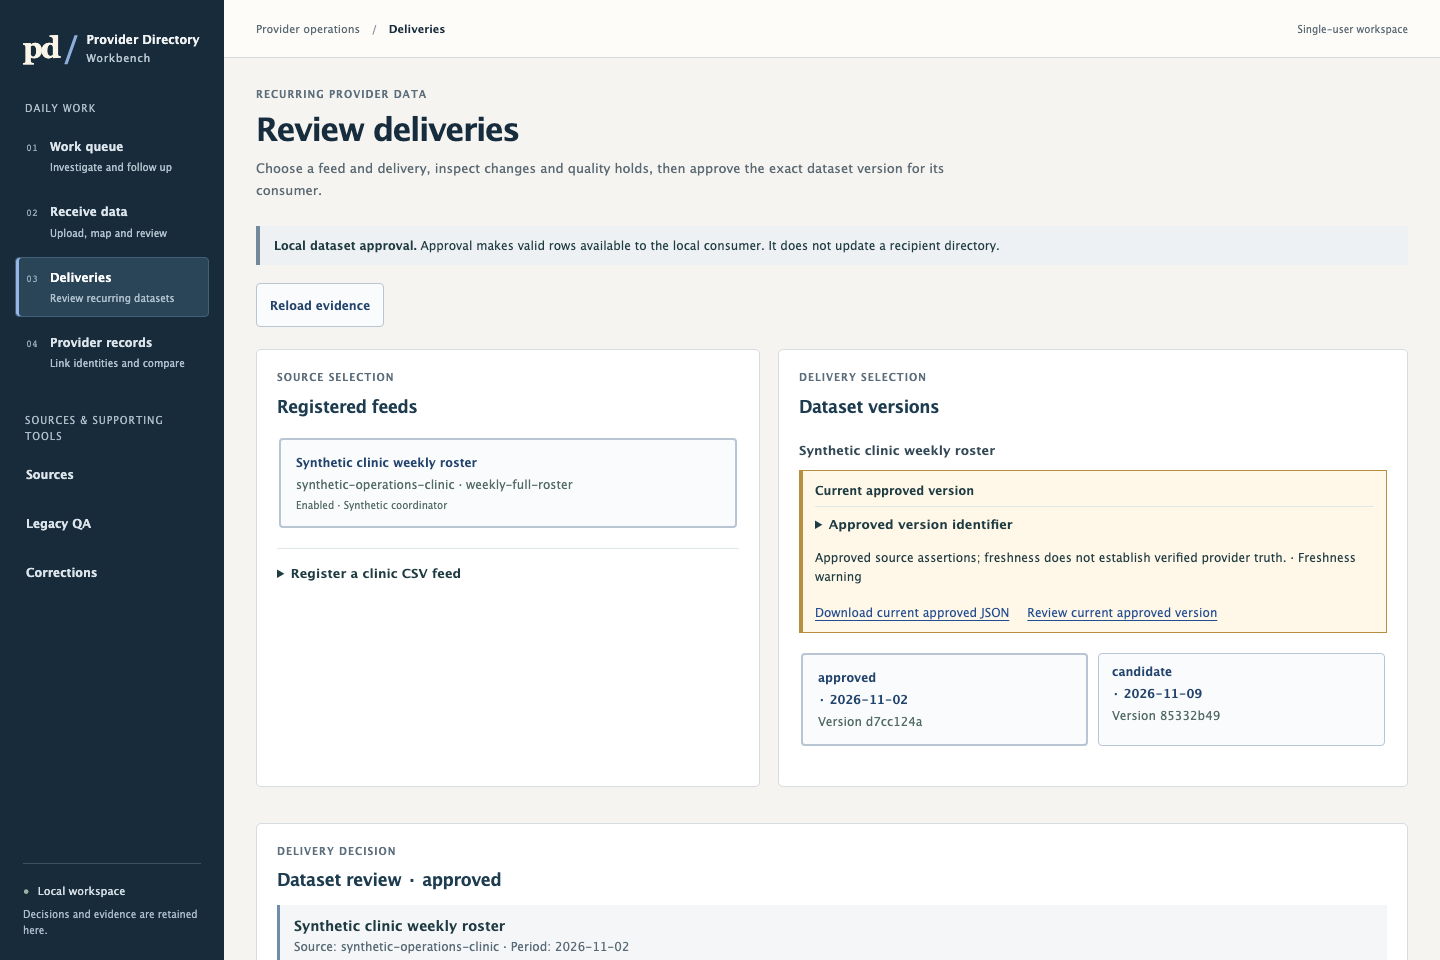 pd/
Provider Directory
Workbench
DAILY WORK
01 Work queue
Investigate and follow up
02 Receive data
Upload, map and review
03 Deliveries
Review recurring datasets
04 Provider records
Link identities and compare
SOURCES & SUPPORTING
TOOLS
Sources
Legacy QA
Corrections
Local workspace
Decisions and evidence are retained
here.
Provider operations / Deliveries
Single-user workspace
RECURRING PROVIDER DATA
Review deliveries
Choose a feed and delivery, inspect changes and quality holds, then approve the exact dataset version for its
consumer.
Local dataset approval. Approval makes valid rows available to the local consumer. It does not update a recipient directory.
Reload evidence
SOURCE SELECTION
Registered feeds
Synthetic clinic weekly roster
synthetic-operations-clinic · weekly-full-roster
Enabled · Synthetic coordinator
Register a clinic CSV feed
DELIVERY SELECTION
Dataset versions
Synthetic clinic weekly roster
Current approved version
Approved version identifier
Approved source assertions; freshness does not establish verified provider truth. · Freshness
warning
Download current approved JSON Review current approved version
approved
· 2026-11-02
Version d7cc124a
candidate
· 2026-11-09
Version 85332b49
DELIVERY DECISION
Dataset review · approved
Synthetic clinic weekly roster
Source: synthetic-operations-clinic · Period: 2026-11-02